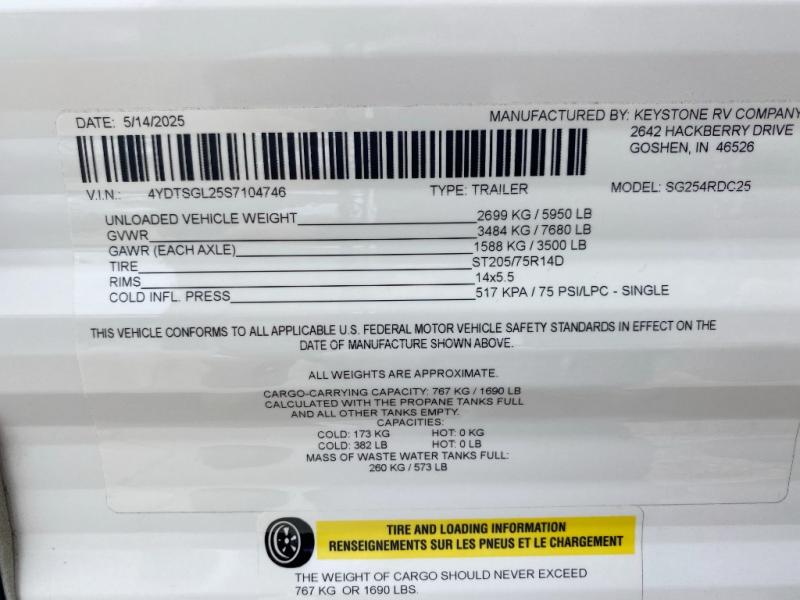 DATE: 5/14/2025
MANUFACTURED BY: KEYSTONE RV COMPANY
2642 HACKBERRY DRIVE
GOSHEN, IN 46526
V.I.N.: 4YDTSGL25S7104746 TYPE: TRAILER MODEL: SG254RDC25
UNLOADED VEHICLE WEIGHT 2699 KG / 5950 LB
GVWR 3484 KG / 7680 LB
GAWR (EACH AXLE) 1588 KG / 3500 LB
TIRE ST205/75R14D
RIMS 14x5.5
COLD INFL. PRESS 517 KPA / 75 PSI/LPC - SINGLE
THIS VEHICLE CONFORMS TO ALL APPLICABLE U.S. FEDERAL MOTOR VEHICLE SAFETY STANDARDS IN EFFECT ON THE
DATE OF MANUFACTURE SHOWN ABOVE.
ALL WEIGHTS ARE APPROXIMATE.
CARGO-CARRYING CAPACITY: 767 KG / 1690 LB
CALCULATED WITH THE PROPANE TANKS FULL
AND ALL OTHER TANKS EMPTY.
CAPACITIES:
COLD: 173 KG HOT: 0 KG
COLD: 382 LB HOT: 0 LB
MASS OF WASTE WATER TANKS FULL:
260 KG / 573 LB
TIRE AND LOADING INFORMATION
RENSEIGNEMENTS SUR LES PNEUS ET LE CHARGEMENT
THE WEIGHT OF CARGO SHOULD NEVER EXCEED
767 KG OR 1690 LBS.